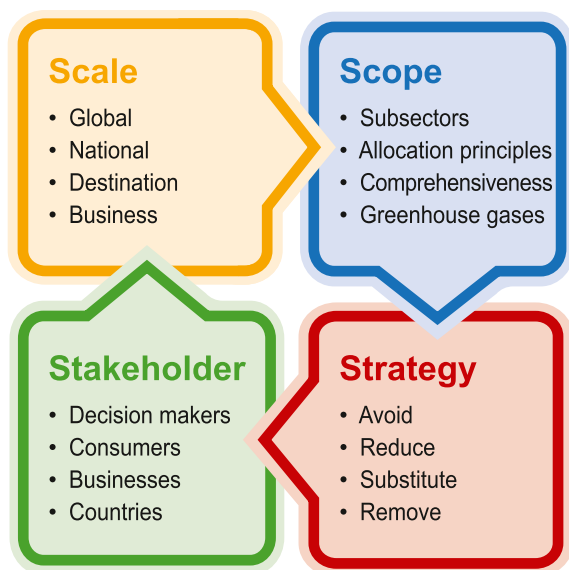 Scale
• Global
• National
• Destination
• Business
Scope
• Subsectors
• Allocation principles
• Comprehensiveness
• Greenhouse gases
Stakeholder
• Decision makers
• Consumers
• Businesses
• Countries
Strategy
• Avoid
• Reduce
• Substitute
• Remove